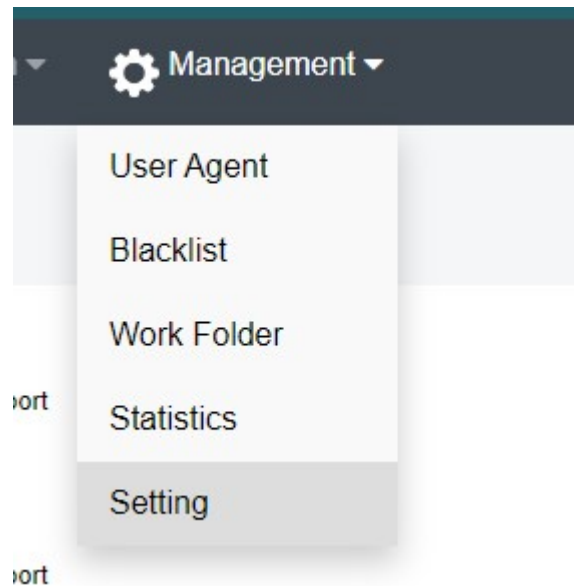 Management
User Agent
Blacklist
Work Folder
Statistics
Setting